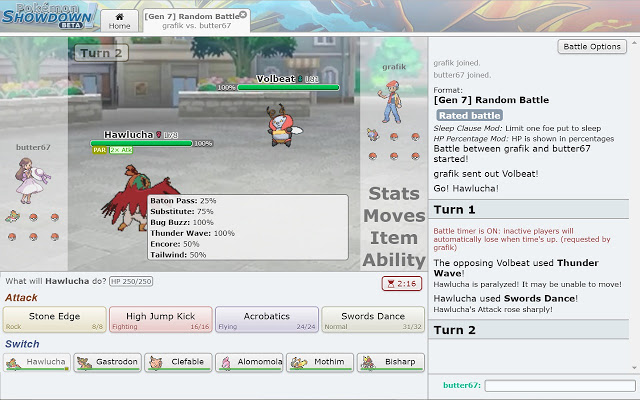 Pokémon
SHOWDOWN
BETA
Home
[Gen 7] Random Battle
grafik vs. butter67
Turn 2
Volbeat
100%
Hawlucha
100%
PAR 2× Atk
grafik
butter67
Baton Pass: 25%
Substitute: 75%
Bug Buzz: 100%
Thunder Wave: 100%
Encore: 50%
Tailwind: 50%
Stats
Moves
Item
Ability
What will Hawlucha do? HP 250/250
2:16
Attack
Stone Edge
Rock 8/8
High Jump Kick
Fighting 16/16
Acrobatics
Flying 24/24
Swords Dance
Normal 31/32
Switch
Hawlucha
Gastrodon
Clefable
Alomomola
Mothim
Bisharp
Battle Options
grafik joined.
butter67 joined.
Format:
[Gen 7] Random Battle
Rated battle
Sleep Clause Mod: Limit one foe put to sleep
HP Percentage Mod: HP is shown in percentages
Battle between grafik and butter67
started!
grafik sent out Volbeat!
Go! Hawlucha!
Turn 1
Battle timer is ON: inactive players will
automatically lose when time's up. (requested by
grafik)
The opposing Volbeat used Thunder
Wave!
Hawlucha is paralyzed! It may be unable to move!
Hawlucha used Swords Dance!
Hawlucha's Attack rose sharply!
Turn 2
butter67: